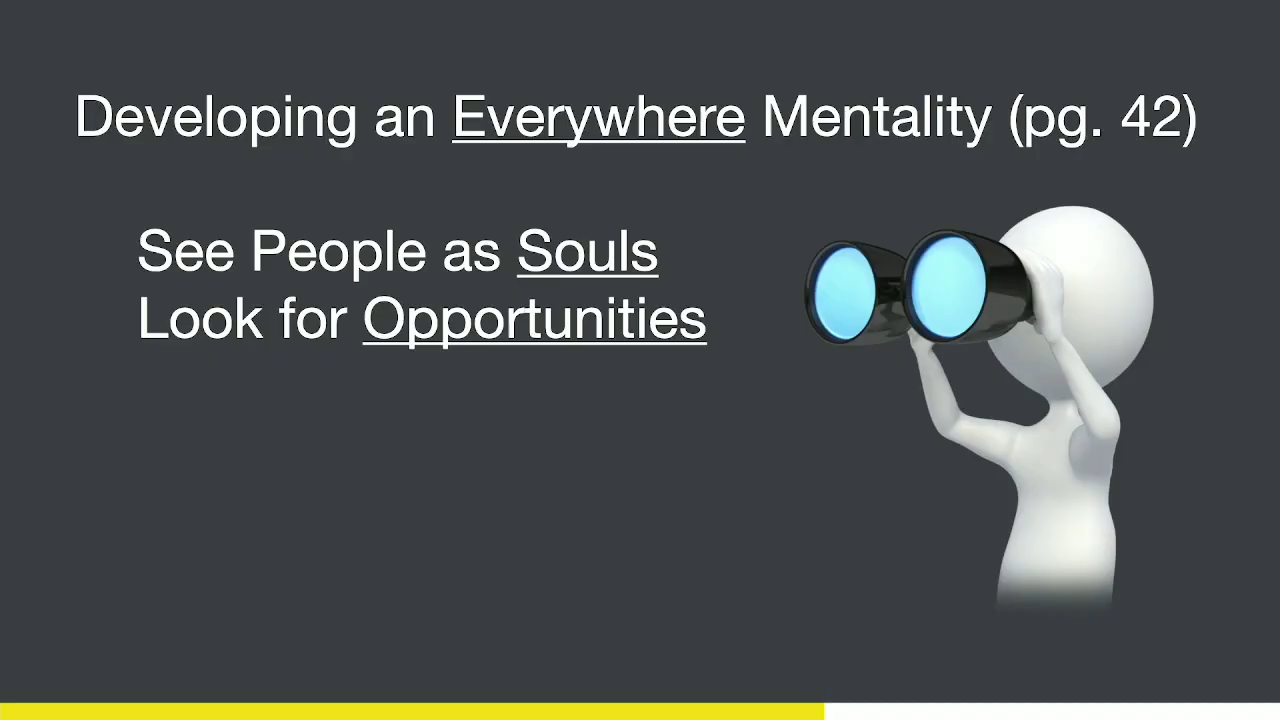 Developing an Everywhere Mentality (pg. 42)
See People as Souls
Look for Opportunities